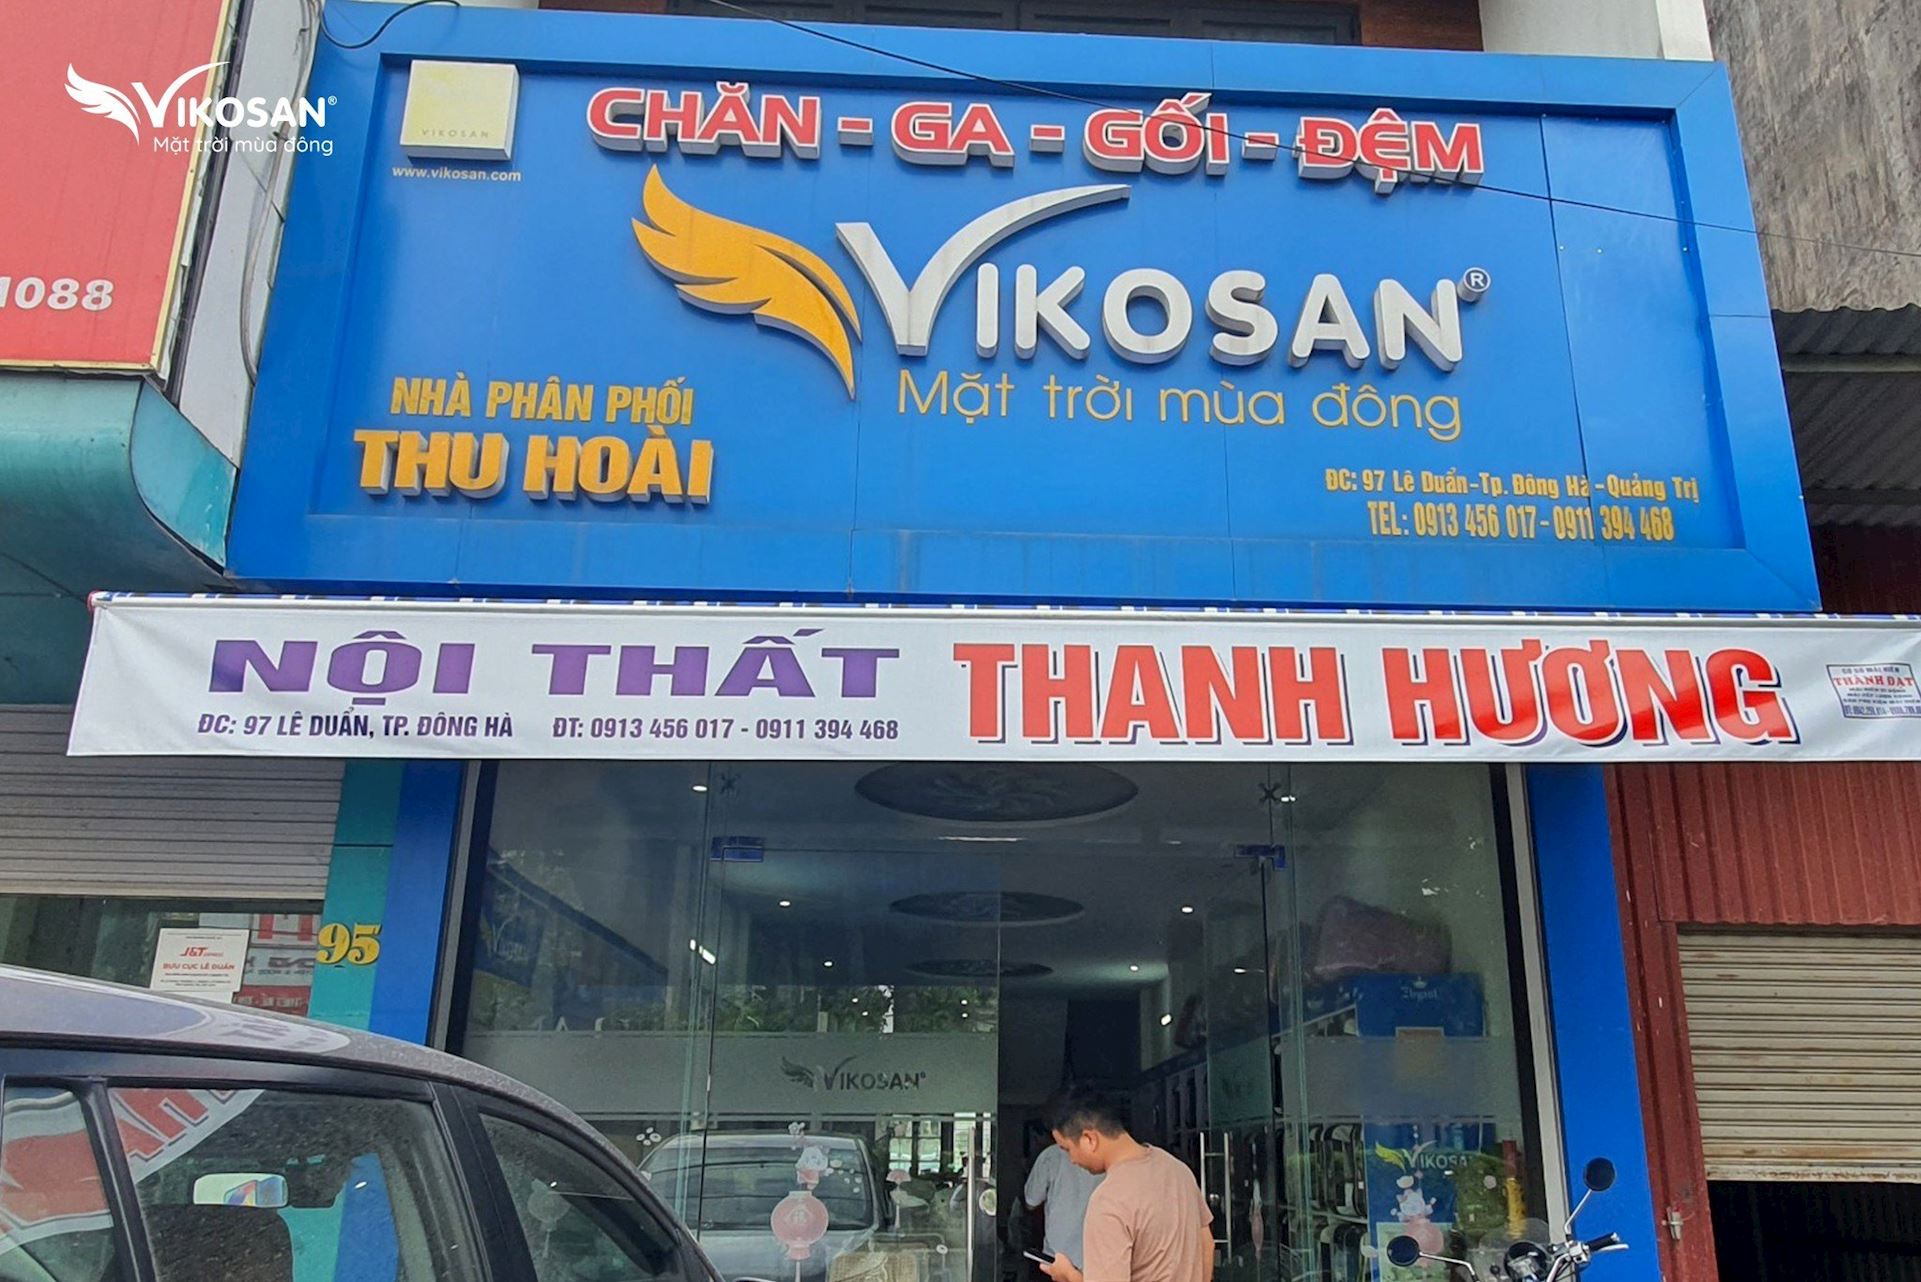 VIKOSAN®
Mặt trời mùa đông
1088
VIKOSAN
www.vikosan.com
CHĂN - GA - GỐI - ĐỆM
VIKOSAN®
Mặt trời mùa đông
NHÀ PHÂN PHỐI
THU HOÀI
ĐC: 97 Lê Duẩn-Tp. Đông Hà-Quảng Trị
TEL: 0913 456 017-0911 394 468
NỘI THẤT THANH HƯƠNG
ĐC: 97 LÊ DUẨN, TP. ĐÔNG HÀ ĐT: 0913 456 017 - 0911 394 468
THÀNH ĐẠT
95
J&T EXPRESS
BƯU CỤC LÊ DUẨN
VIKOSAN®
VIKOSA